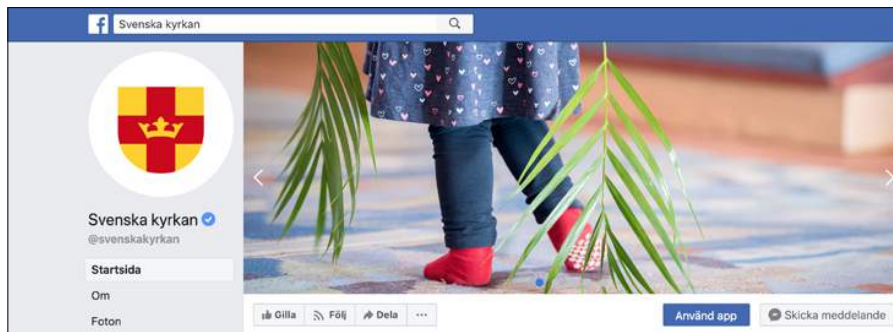 Svenska kyrkan
Svenska kyrkan
@svenskakyrkan
Startsida
Om
Foton
Gilla Följ Dela ...
Använd app Skicka meddelande